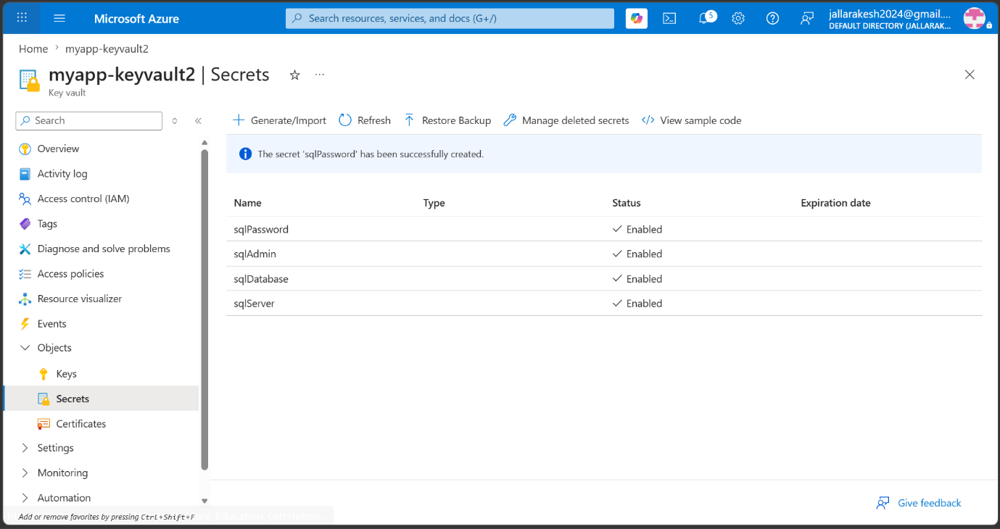 Microsoft Azure
Search resources, services, and docs (G+/)
5
jallarakesh2024@gmail....
DEFAULT DIRECTORY (JALLARAK...
Home > myapp-keyvault2
myapp-keyvault2 | Secrets
...
Key vault
Search
Generate/Import
Refresh
Restore Backup
Manage deleted secrets
View sample code
Overview
Activity log
Access control (IAM)
Tags
Diagnose and solve problems
Access policies
Resource visualizer
Events
Objects
Keys
Secrets
Certificates
Settings
Monitoring
Automation
Add or remove favorites by pressing Ctrl+Shift+F
The secret 'sqlPassword' has been successfully created.
Name Type Status Expiration date
sqlPassword Enabled
sqlAdmin Enabled
sqlDatabase Enabled
sqlServer Enabled
Give feedback